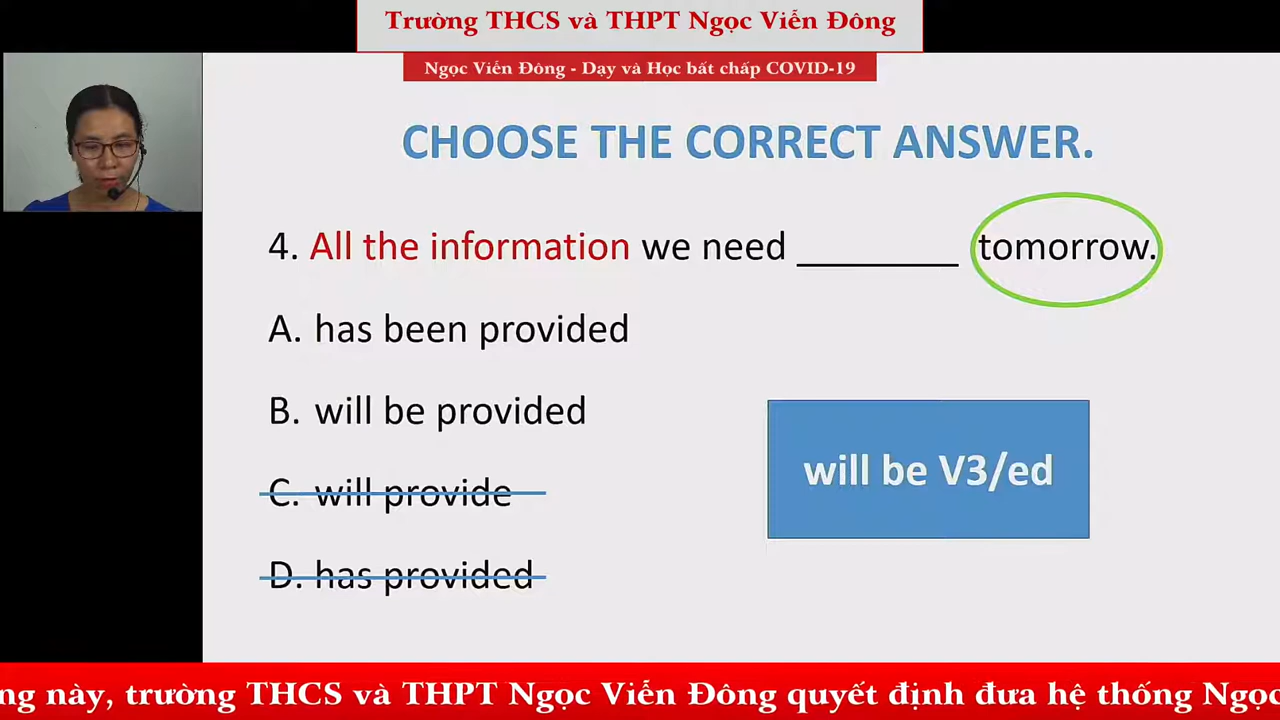 Trường THCS và THPT Ngọc Viễn Đông
Ngọc Viễn Đông - Dạy và Học bất chấp COVID-19
CHOOSE THE CORRECT ANSWER.
4. All the information we need ________ tomorrow.
A. has been provided
B. will be provided
C. will provide
D. has provided
will be V3/ed
này, trường THCS và THPT Ngọc Viễn Đông quyết định đưa hệ thống Ngọc